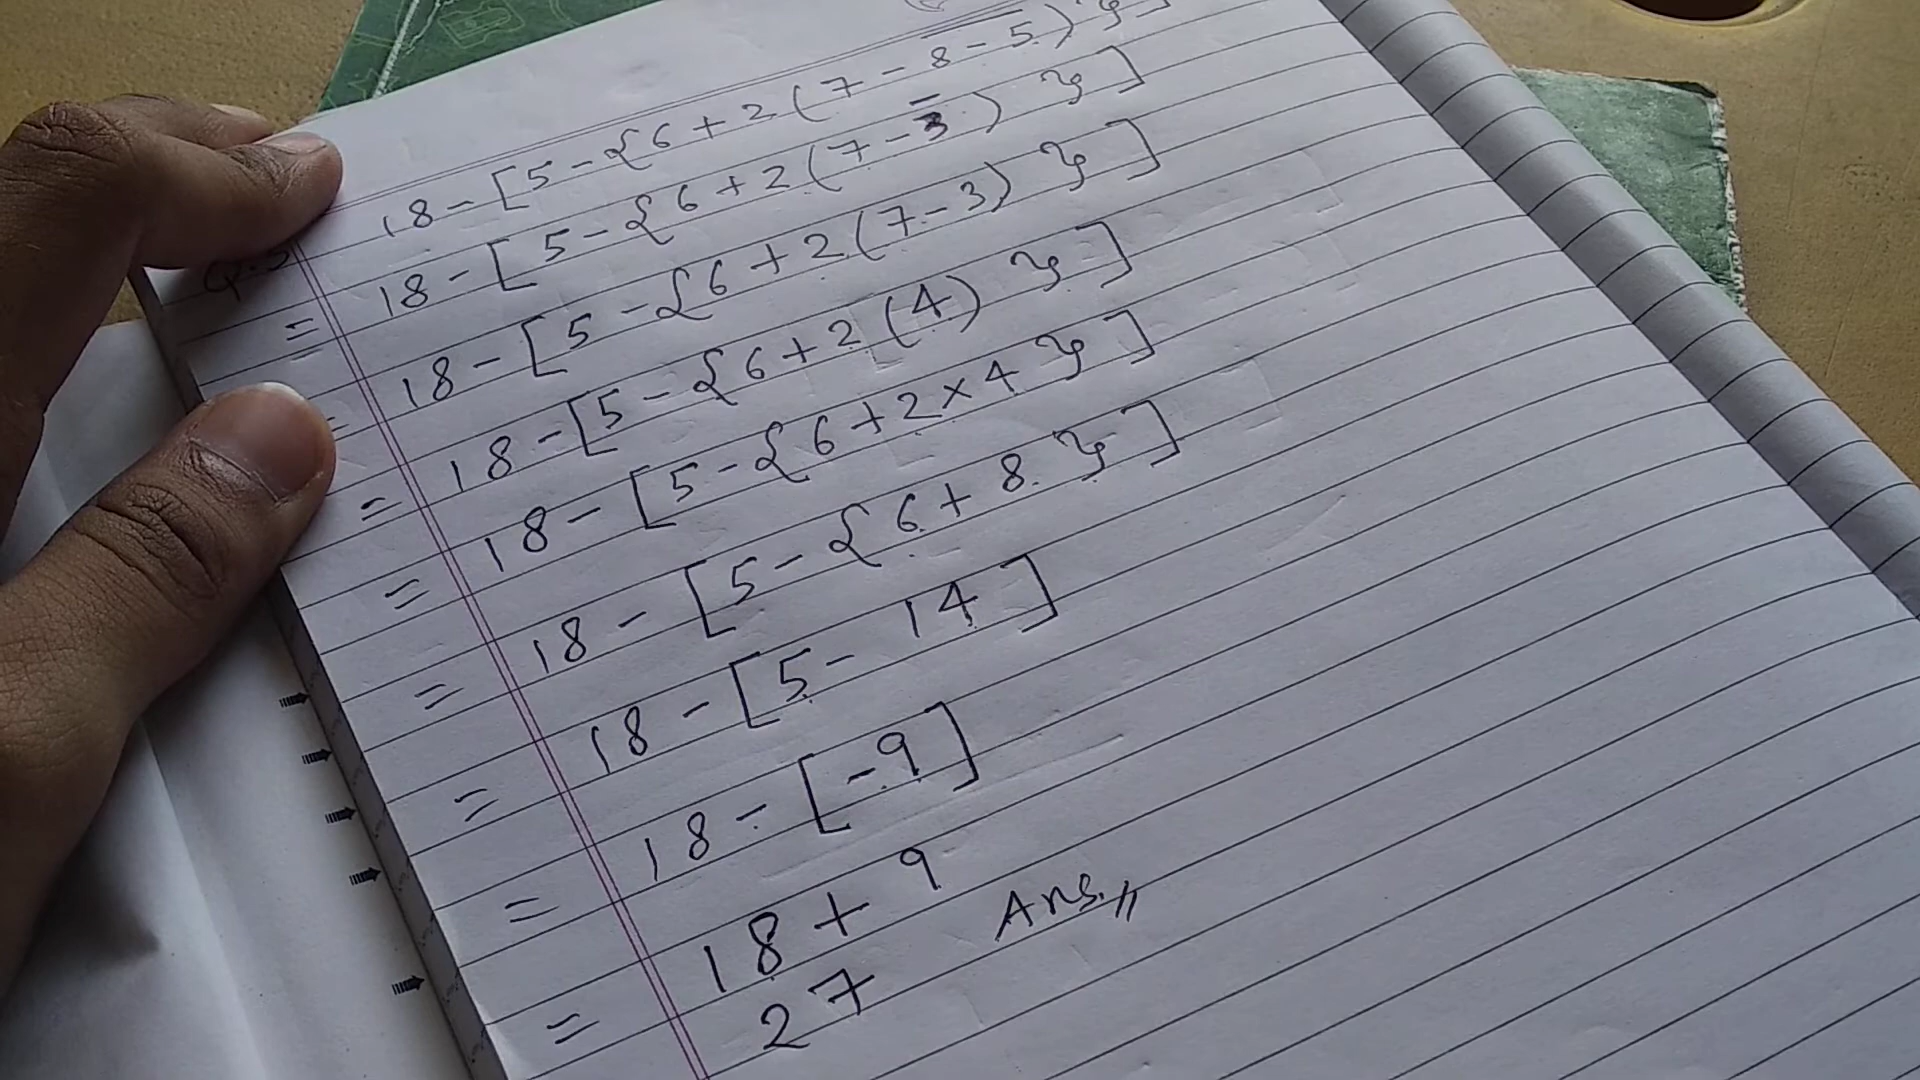 18 - [5 - {6 + 2 (7 - 8 - 5)}]
= 18 - [5 - {6 + 2 (7 - 3)}]
= 18 - [5 - {6 + 2 (7 - 3)}]
= 18 - [5 - {6 + 2 (4)}]
= 18 - [5 - {6 + 2 × 4}]
= 18 - [5 - {6 + 8}]
= 18 - [5 - 14]
= 18 - [-9]
= 18 + 9
= 27 Ans.